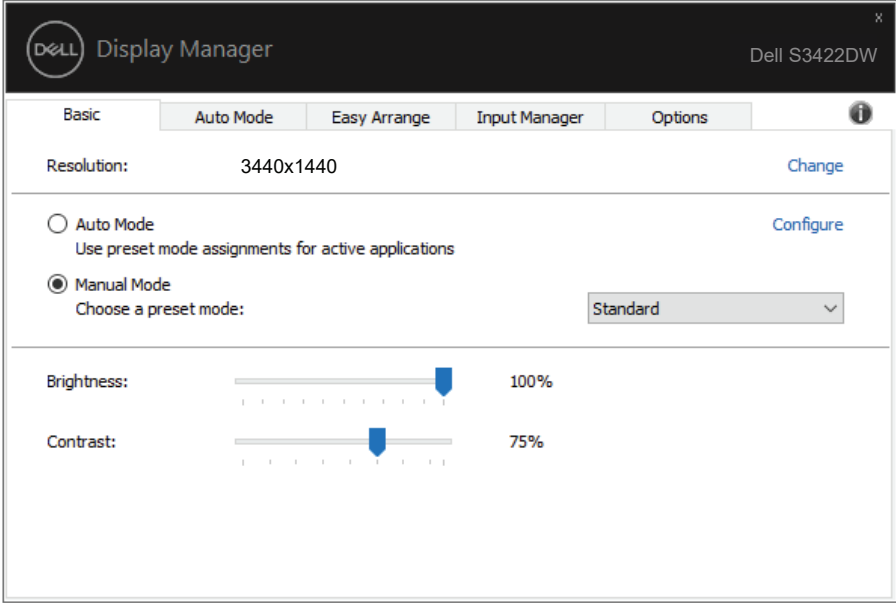 x
DELL Display Manager
Dell S3422DW
Basic Auto Mode Easy Arrange Input Manager Options i
Resolution: 3440x1440 Change
Auto Mode Configure
Use preset mode assignments for active applications
Manual Mode
Choose a preset mode: Standard
Brightness: 100%
Contrast: 75%